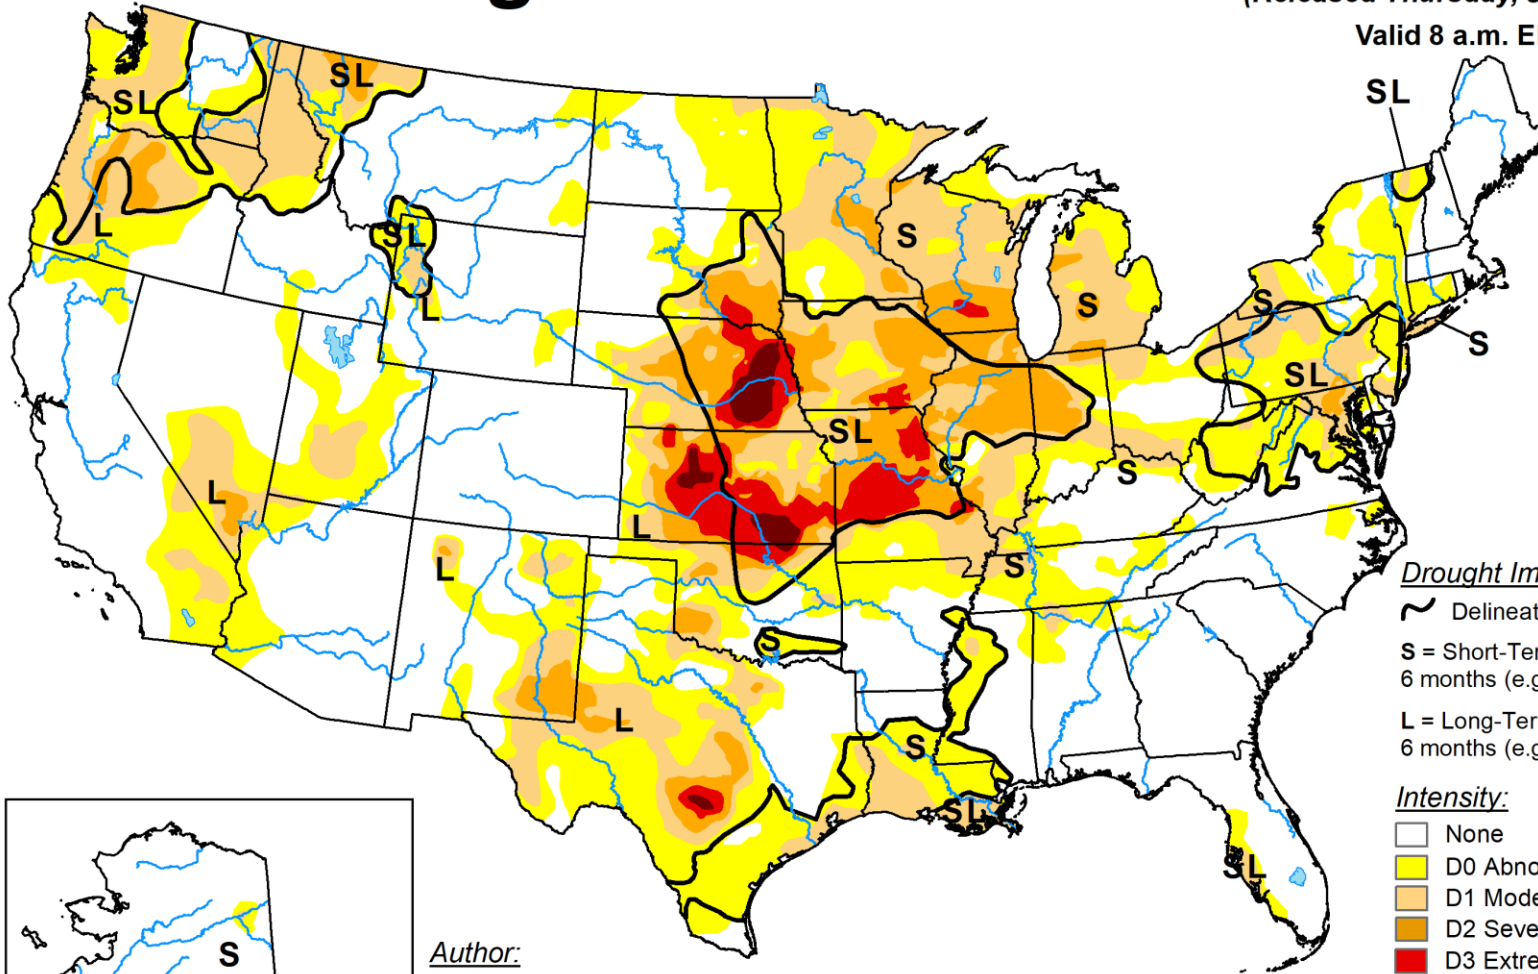 Valid 8 a.m. E
SL
SL
SL
S
L
SL
S
S
L
S
SL
SL
S
L
L
L
S
S
L
S
S
SL
SL
Drought Im
Delineat
S = Short-Ter
6 months (e.g
L = Long-Ter
6 months (e.g
Intensity:
None
D0 Abno
D1 Mode
D2 Seve
D3 Extre
S
Author: